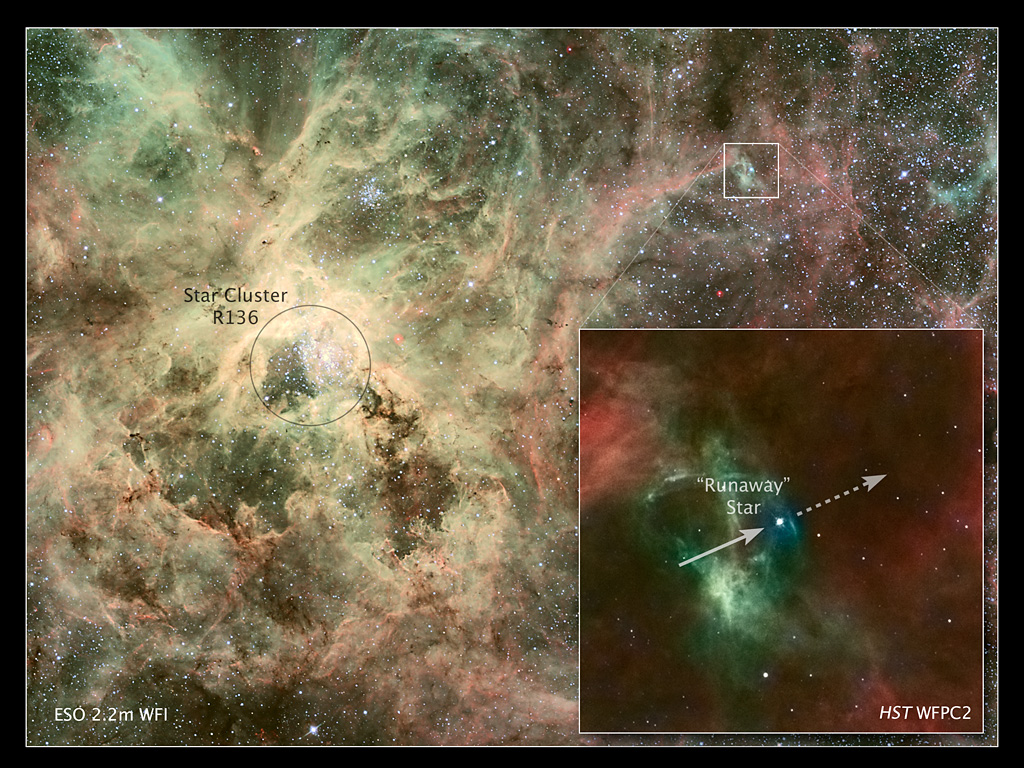 Star Cluster
R136
“Runaway”
Star
ESO 2.2m WFI
HST WFPC2